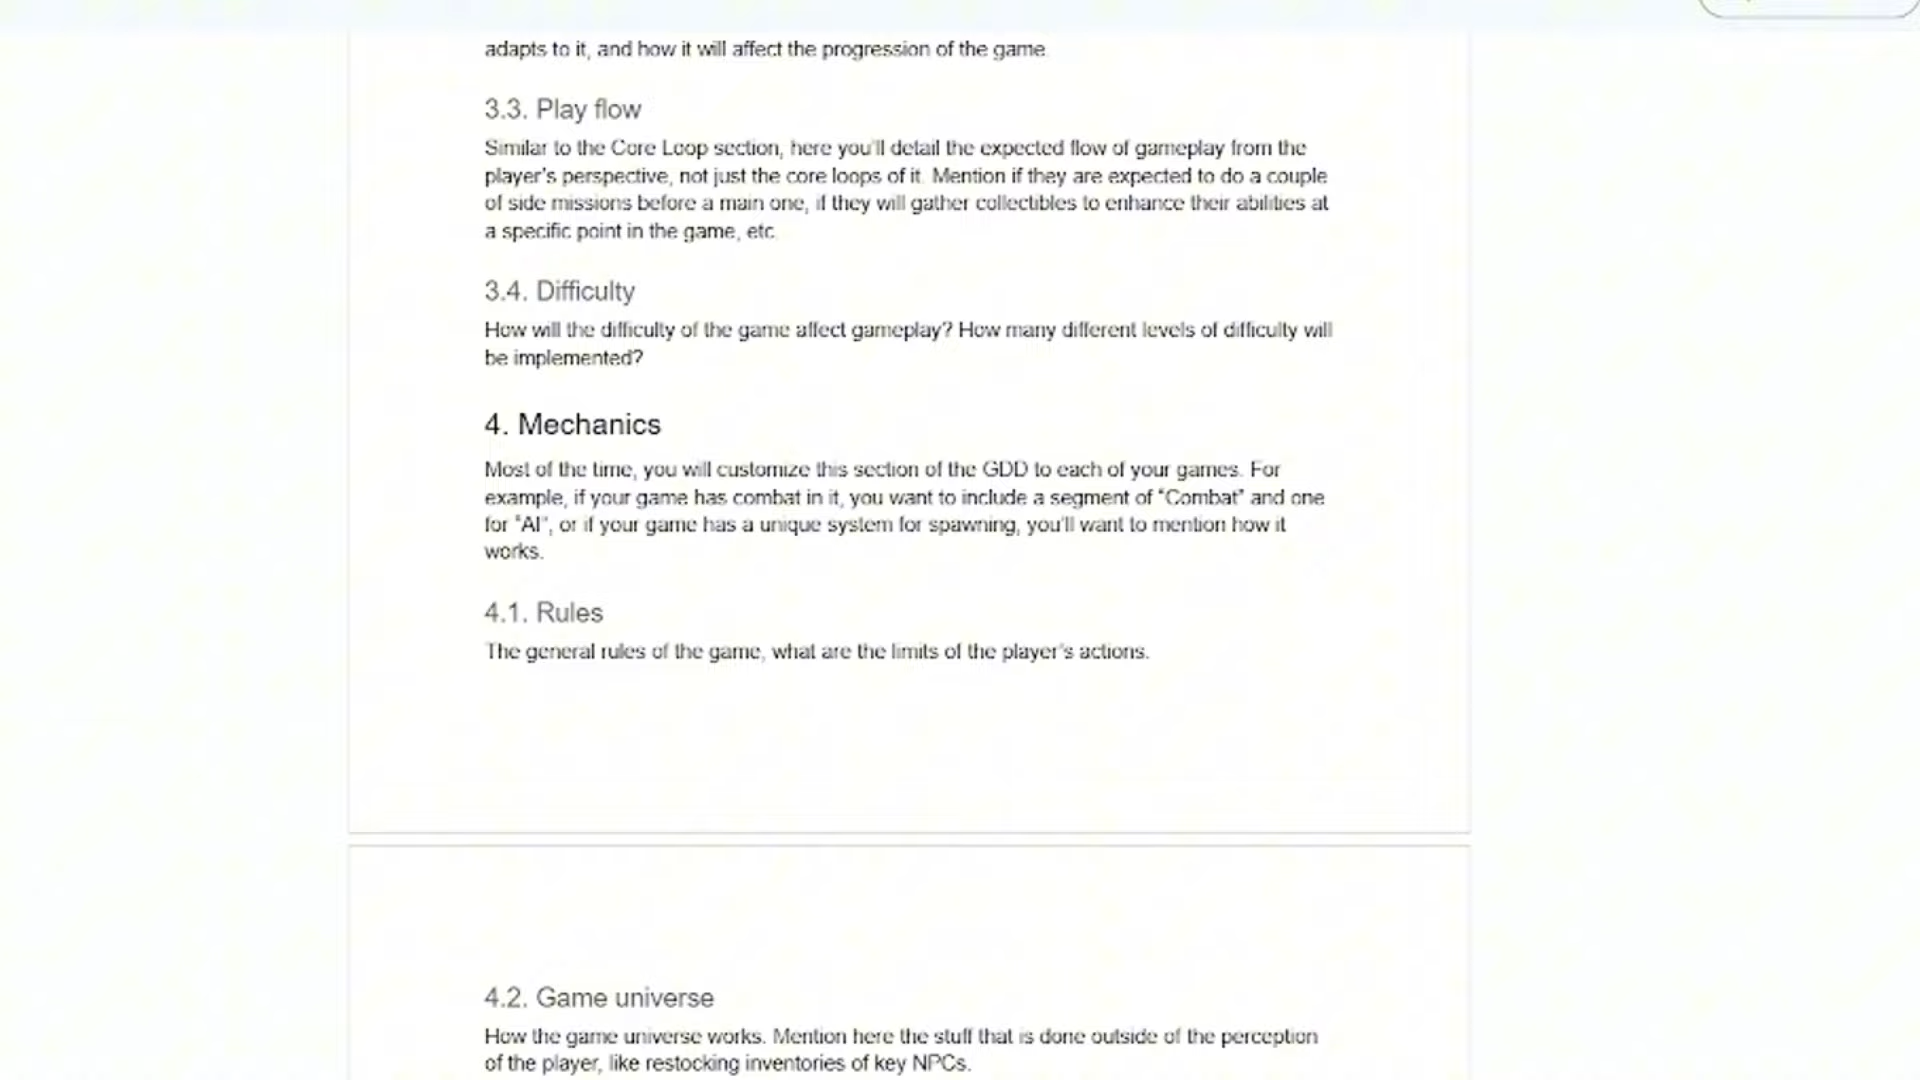 adapts to it, and how it will affect the progression of the game.
3.3. Play flow
Similar to the Core Loop section, here you'll detail the expected flow of gameplay from the
player's perspective, not just the core loops of it. Mention if they are expected to do a couple
of side missions before a main one, if they will gather collectibles to enhance their abilities at
a specific point in the game, etc.
3.4. Difficulty
How will the difficulty of the game affect gameplay? How many different levels of difficulty will
be implemented?
4. Mechanics
Most of the time, you will customize this section of the GDD to each of your games. For
example, if your game has combat in it, you want to include a segment of "Combat" and one
for "AI", or if your game has a unique system for spawning, you'll want to mention how it
works.
4.1. Rules
The general rules of the game, what are the limits of the player's actions.
4.2. Game universe
How the game universe works. Mention here the stuff that is done outside of the perception
of the player, like restocking inventories of key NPCs.